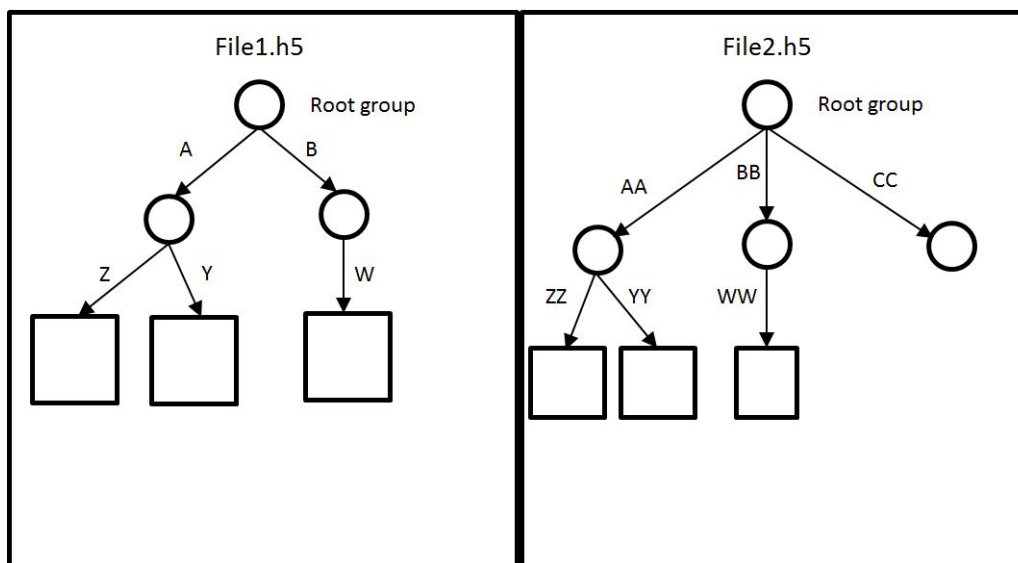 File1.h5
Root group
A
B
Z
Y
W
File2.h5
Root group
AA
BB
CC
ZZ
YY
WW